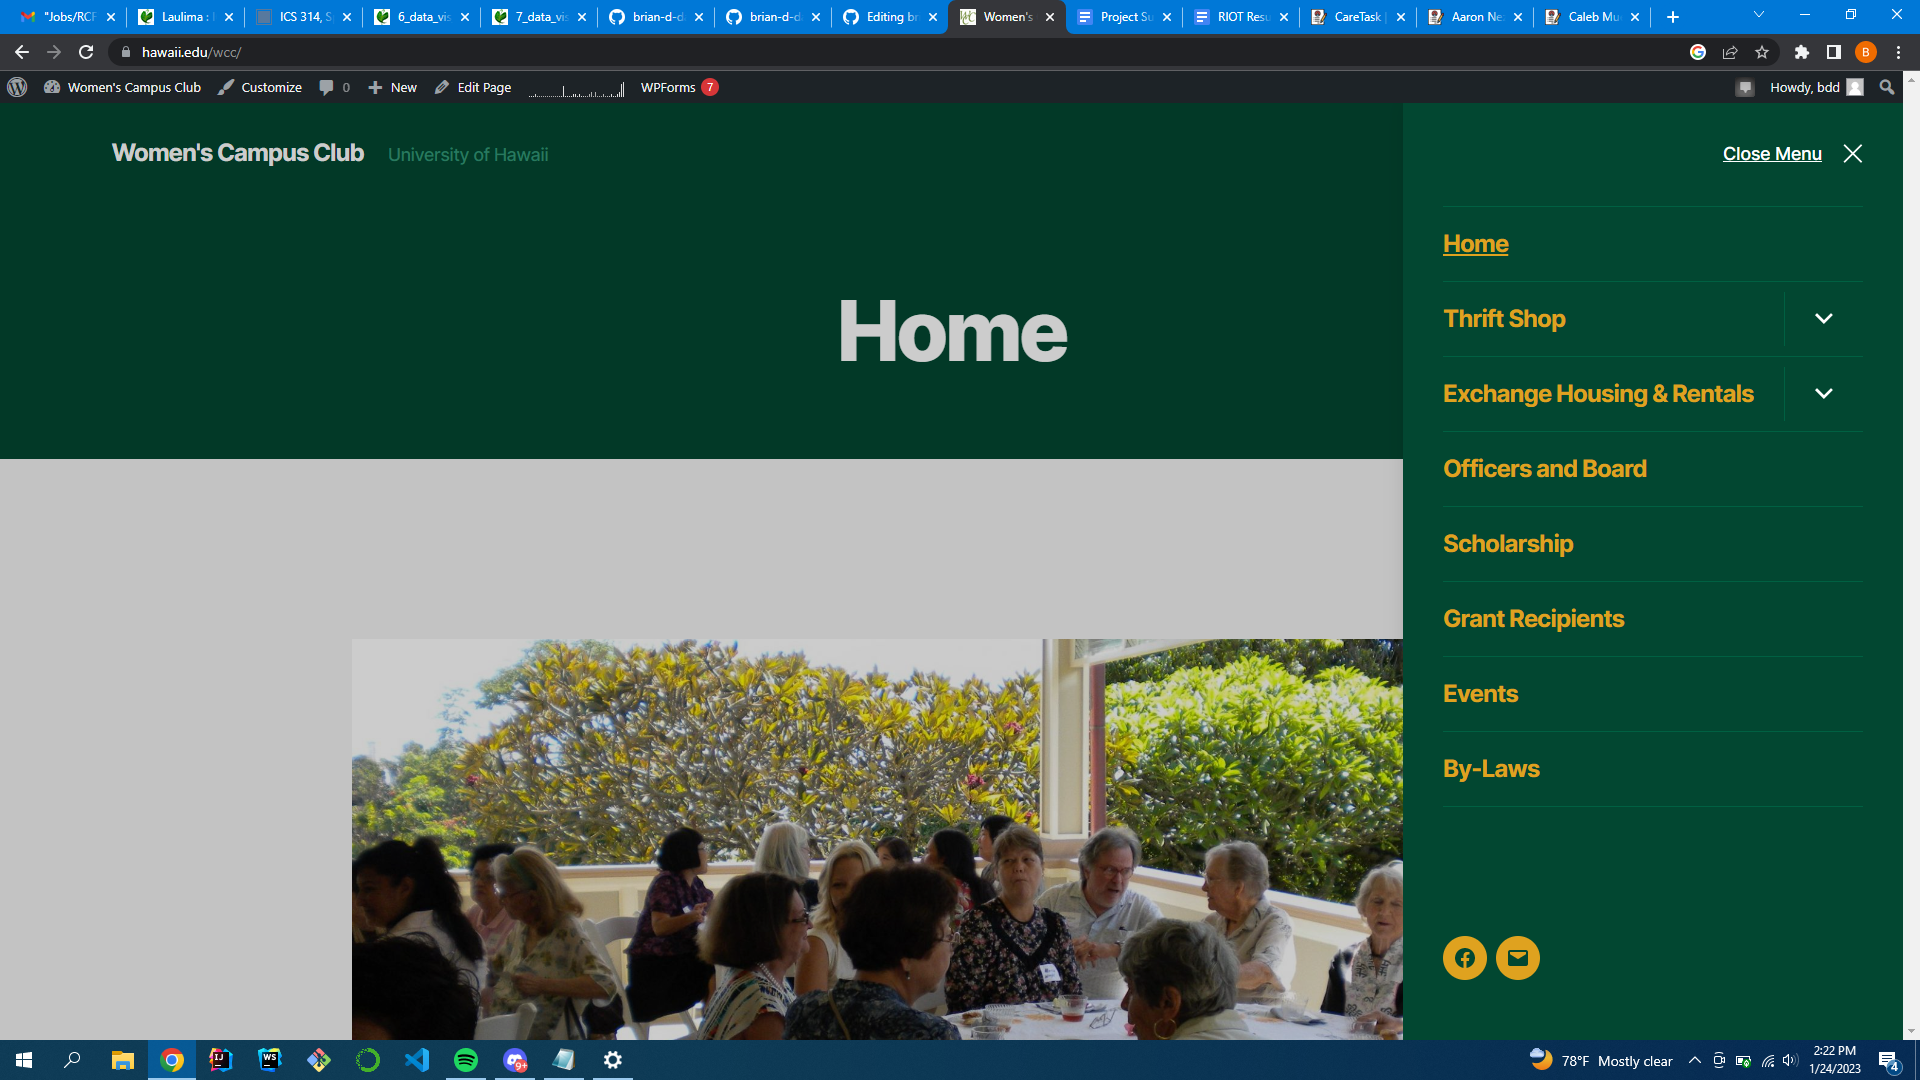 "Jobs/RCF
Laulima :
ICS 314, S
6_data_vis
7_data_vis
brian-d-d
brian-d-d
Editing br
Women's
Project Su
RIOT Resu
CareTask
Aaron Ne
Caleb Mu
hawaii.edu/wcc/
B
Women's Campus Club
Customize
0
New
Edit Page
WPForms 7
Howdy, bdd
Women's Campus Club University of Hawaii
Close Menu
Home
Home
Thrift Shop
Exchange Housing & Rentals
Officers and Board
Scholarship
Grant Recipients
Events
By-Laws
78°F Mostly clear
2:22 PM
1/24/2023
4